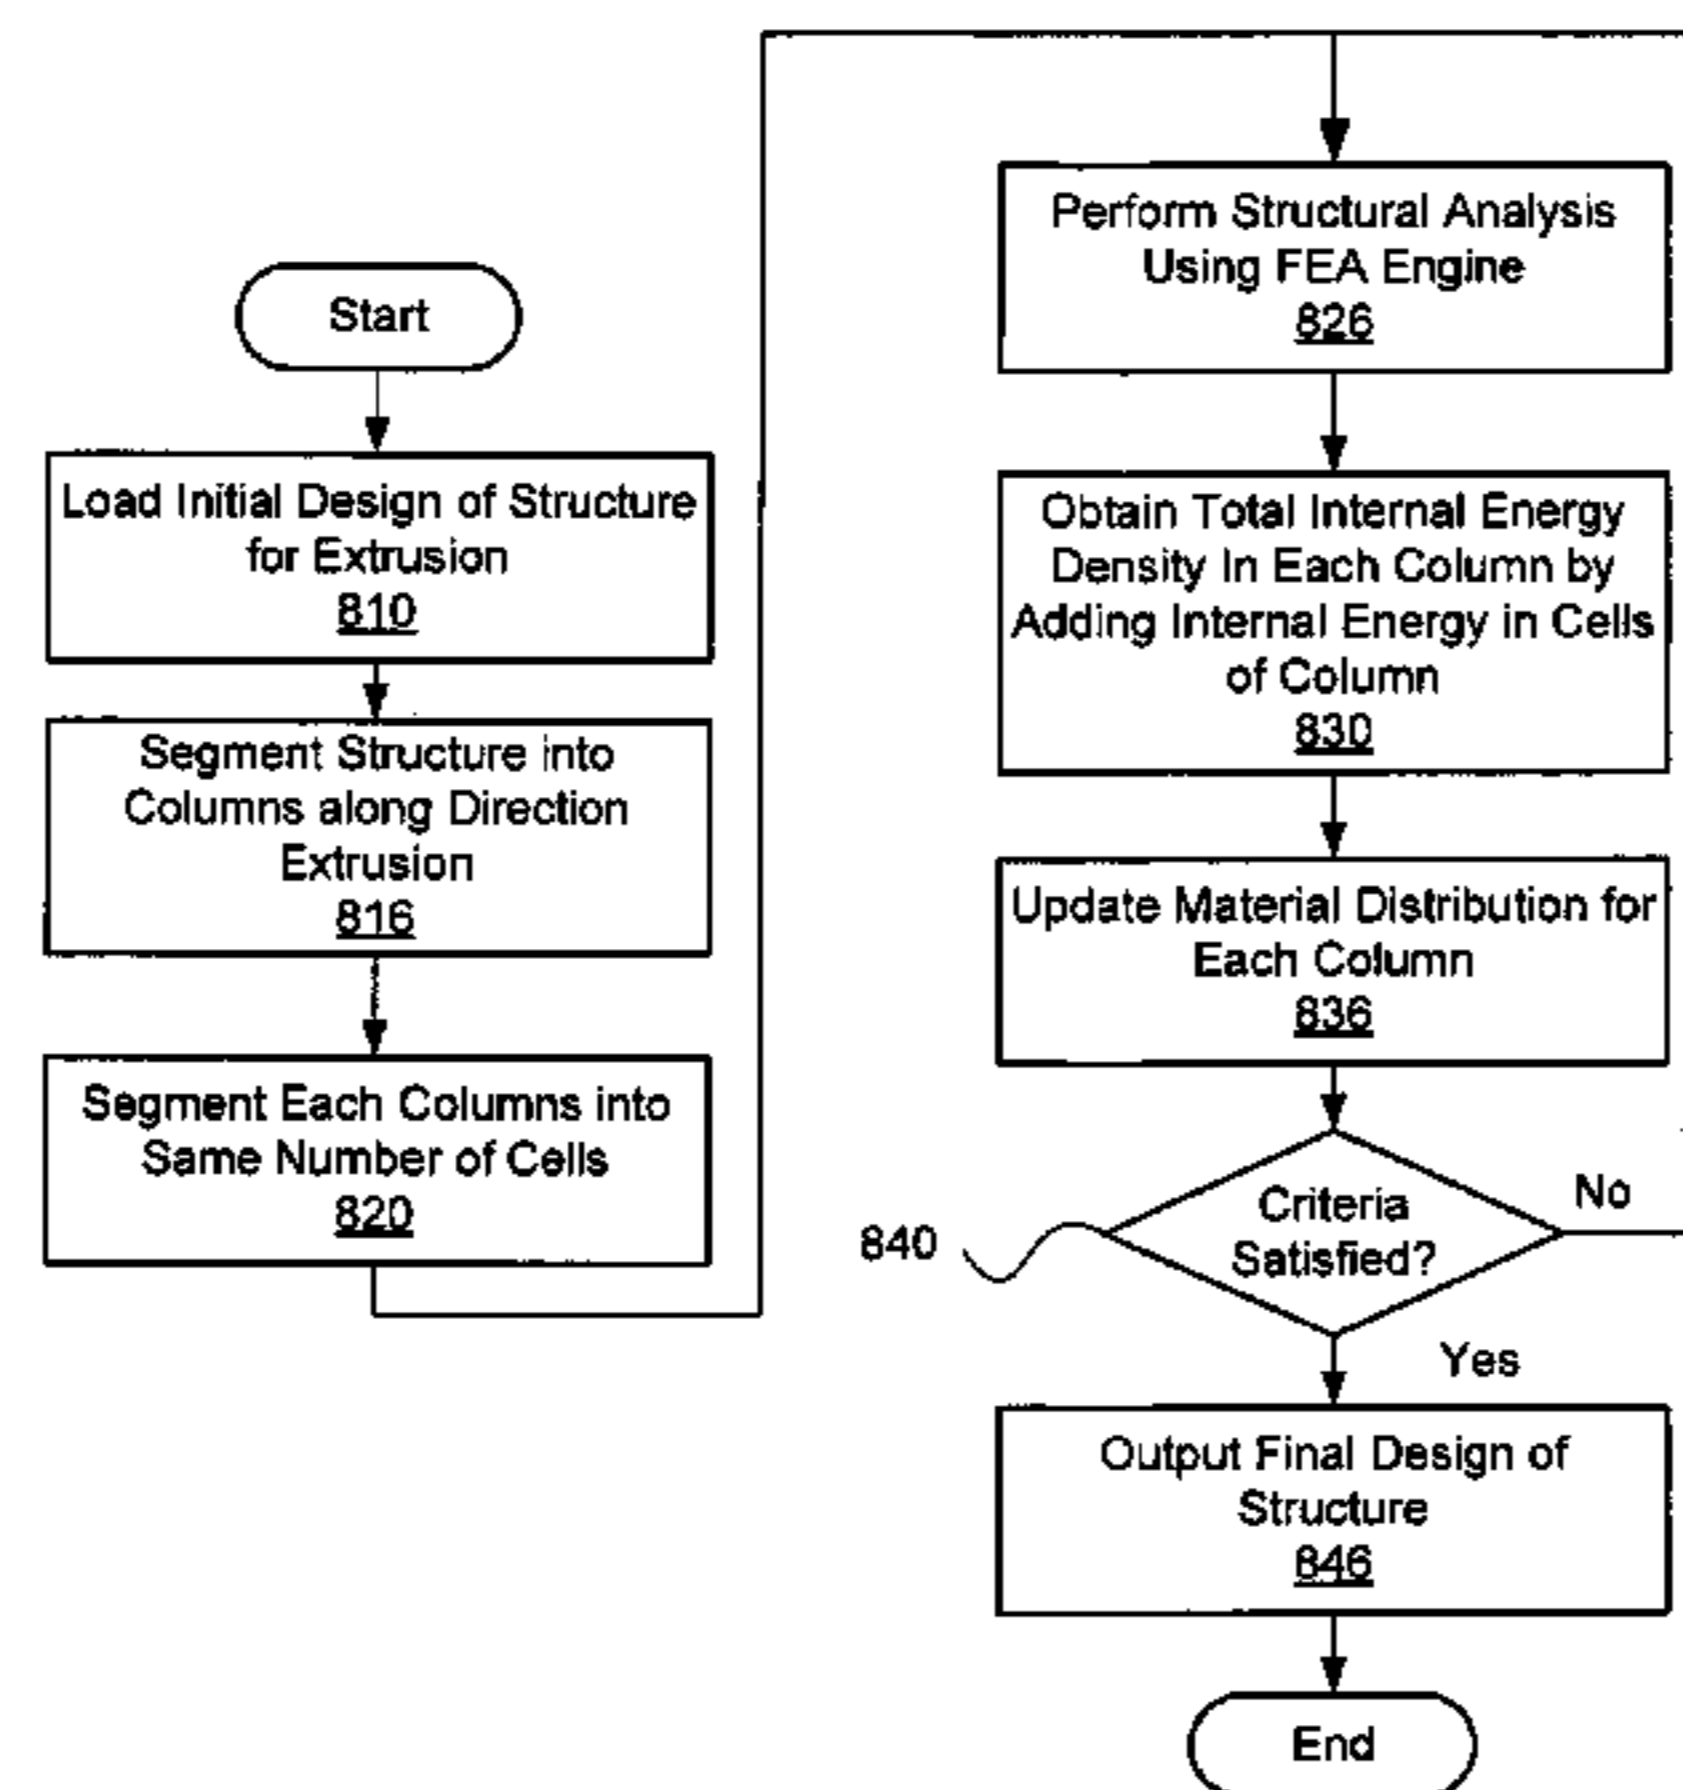 Start
Load Initial Design of Structure
for Extrusion
810
Segment Structure into
Columns along Direction
Extrusion
816
Segment Each Columns into
Same Number of Cells
820
Perform Structural Analysis
Using FEA Engine
826
Obtain Total Internal Energy
Density In Each Column by
Adding Internal Energy in Cells
of Column
830
Update Material Distribution for
Each Column
836
840
Criteria
Satisfied?
No
Yes
Output Final Design of
Structure
846
End